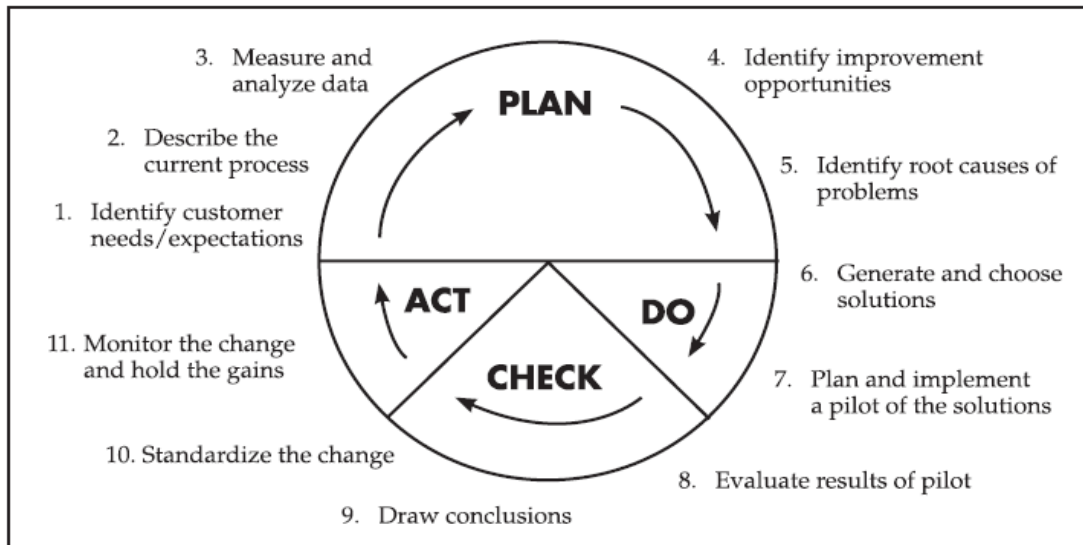 3. Measure and
analyze data
4. Identify improvement
opportunities
PLAN
2. Describe the
current process
5. Identify root causes of
problems
1. Identify customer
needs/expectations
6. Generate and choose
solutions
ACT
DO
11. Monitor the change
and hold the gains
CHECK
7. Plan and implement
a pilot of the solutions
10. Standardize the change
8. Evaluate results of pilot
9. Draw conclusions